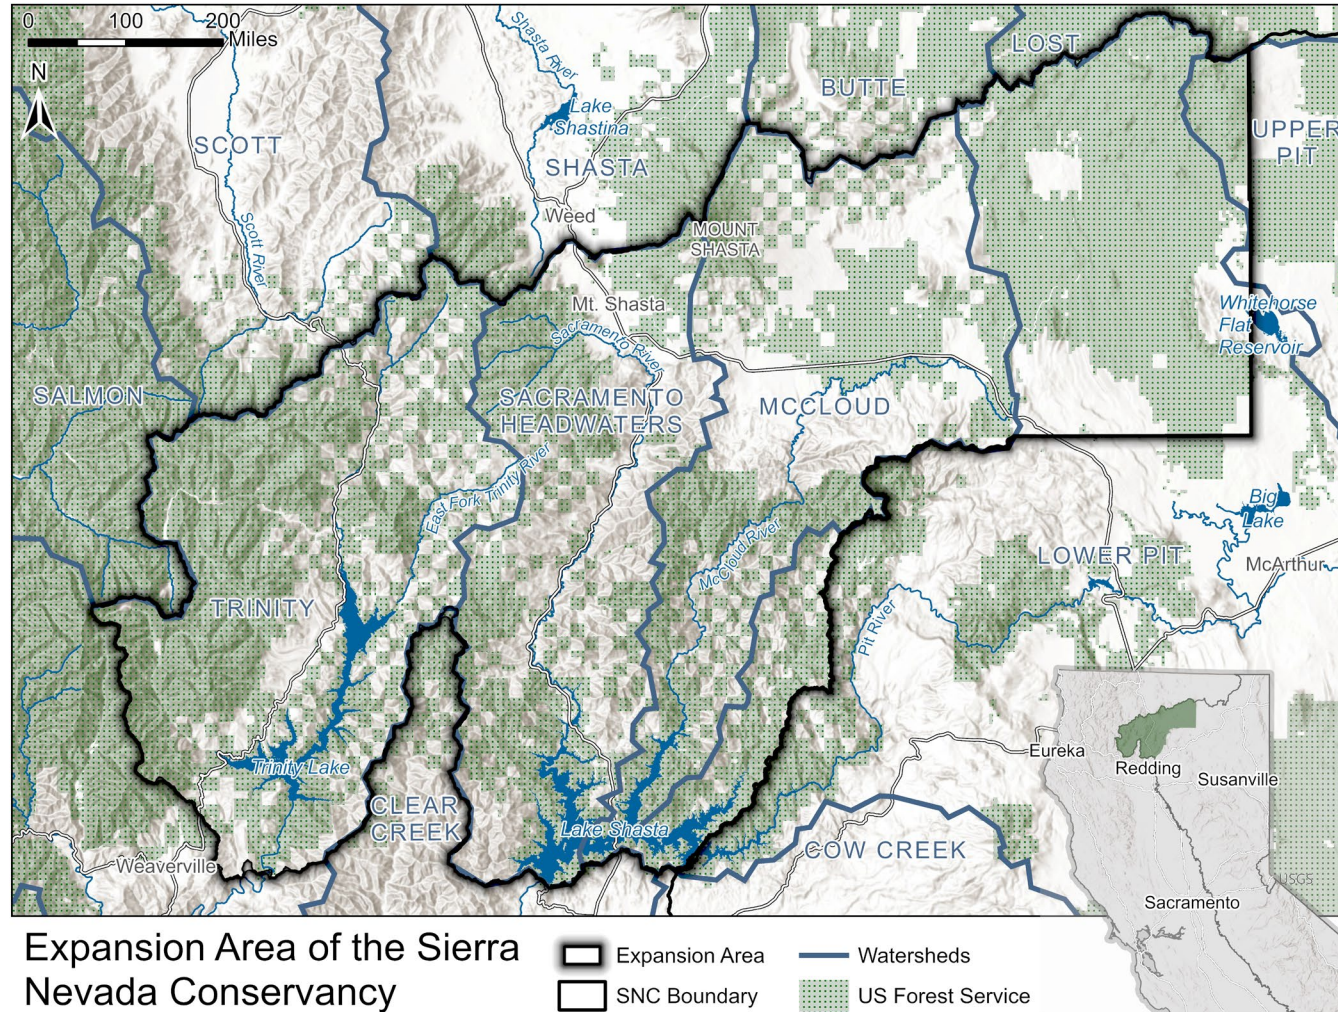 0 100 200
Miles
N
Shasta River
LOST
BUTTE
Lake
Shastina
SCOTT
UPPER
PIT
SHASTA
Weed
Scott River
MOUNT
SHASTA
Mt. Shasta
Whitehorse
Flat
Reservoir
Sacramento River
SALMON
SACRAMENTO
HEADWATERS
MCCLOUD
East Fork Trinity River
Big
Lake
McCloud River
LOWER PIT
McArthur
TRINITY
Pit River
Trinity Lake
CLEAR
CREEK
Lake Shasta
COW CREEK
Weaverville
Eureka
Redding
Susanville
USGS
Sacramento
Expansion Area of the Sierra
Nevada Conservancy
Expansion Area
SNC Boundary
Watersheds
US Forest Service